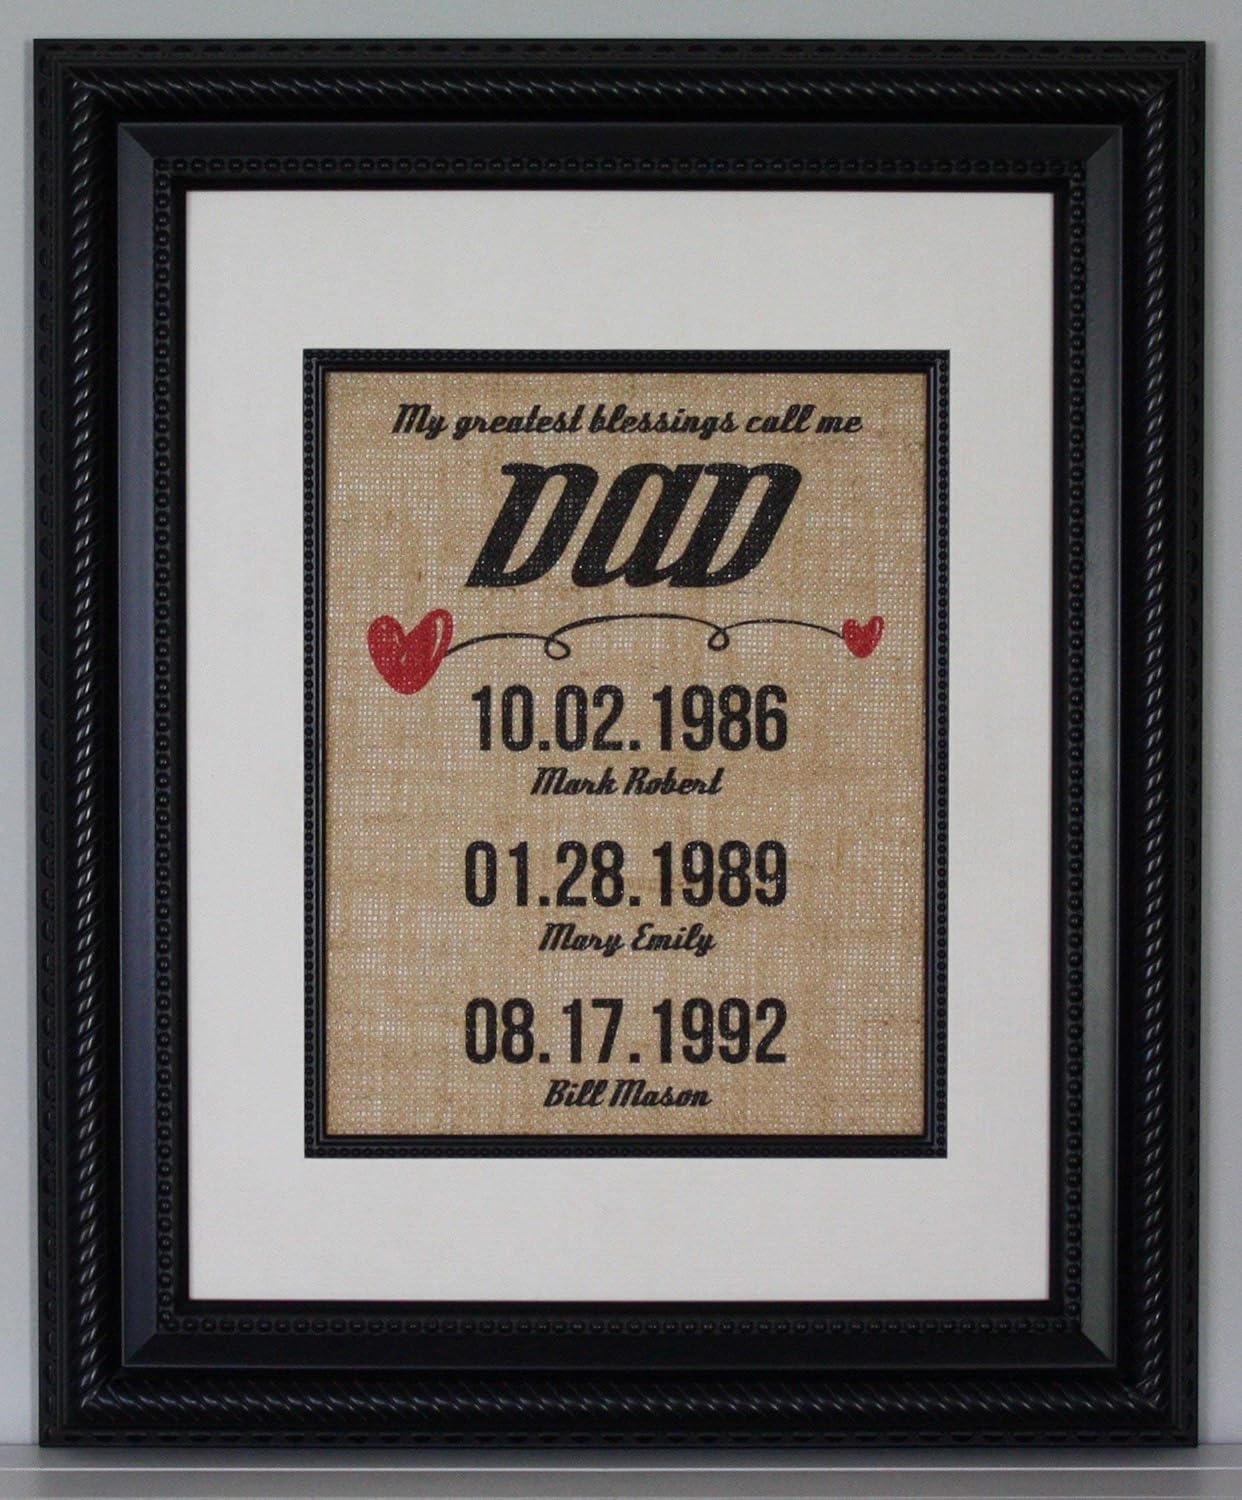 My greatest blessings call me
DAD
10.02.1986
Mark Robert
01.28.1989
Mary Emily
08.17.1992
Bill Mason